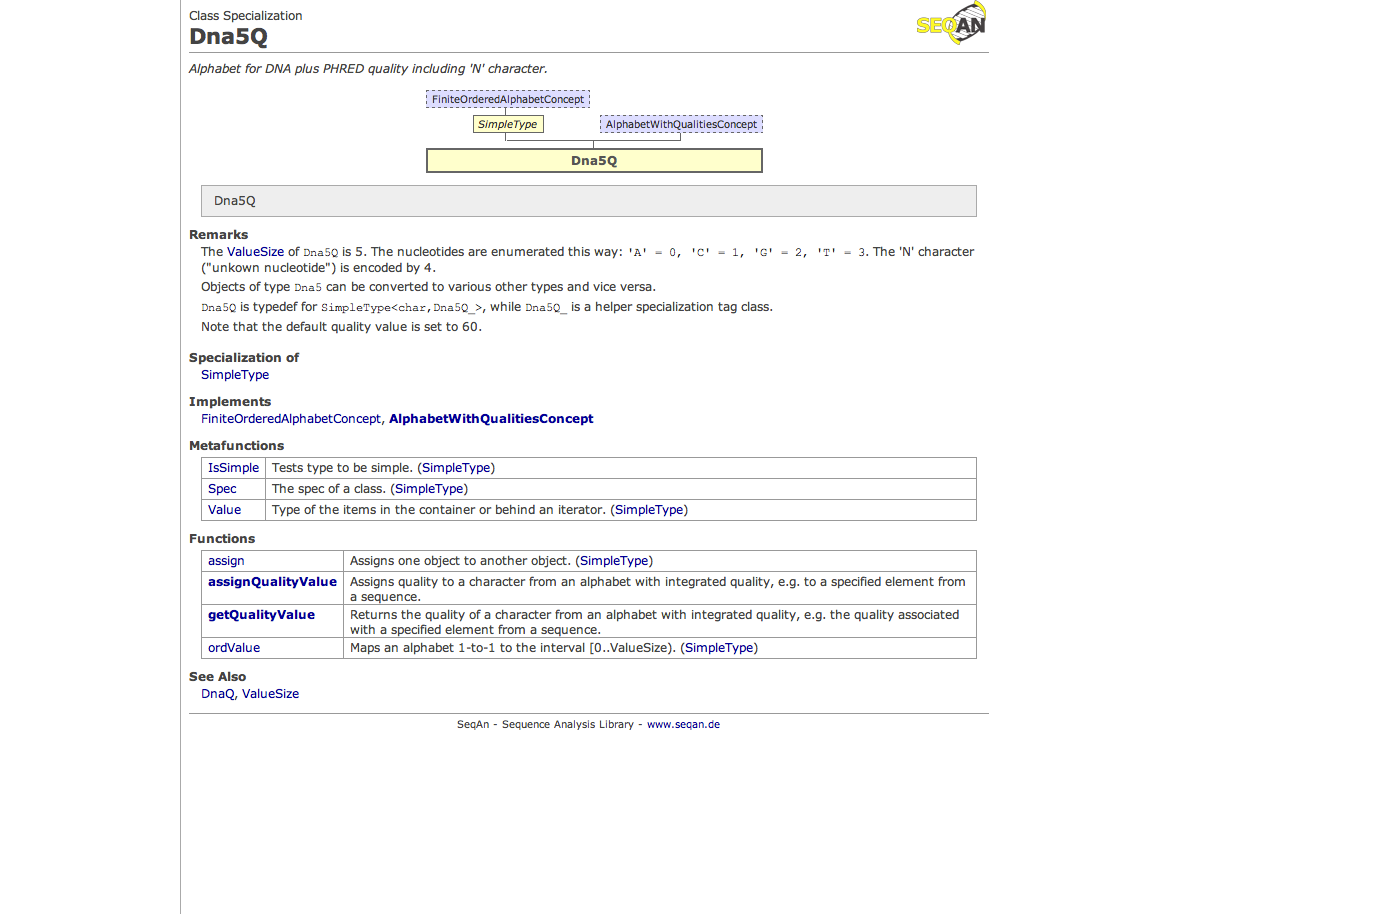 Class Specialization
Dna5Q
SEQAN
Alphabet for DNA plus PHRED quality including 'N' character.
FiniteOrderedAlphabetConcept
SimpleType
AlphabetWithQualitiesConcept
Dna5Q
Dna5Q
Remarks
The ValueSize of Dna5Q is 5. The nucleotides are enumerated this way: 'A' = 0, 'C' = 1, 'G' = 2, 'T' = 3. The 'N' character
("unkown nucleotide") is encoded by 4.
Objects of type Dna5 can be converted to various other types and vice versa.
Dna5Q is typedef for SimpleType<char,Dna5Q_>, while Dna5Q_ is a helper specialization tag class.
Note that the default quality value is set to 60.
Specialization of
SimpleType
Implements
FiniteOrderedAlphabetConcept, AlphabetWithQualitiesConcept
Metafunctions
IsSimple Tests type to be simple. (SimpleType)
Spec The spec of a class. (SimpleType)
Value Type of the items in the container or behind an iterator. (SimpleType)
Functions
assign Assigns one object to another object. (SimpleType)
assignQualityValue Assigns quality to a character from an alphabet with integrated quality, e.g. to a specified element from
a sequence.
getQualityValue Returns the quality of a character from an alphabet with integrated quality, e.g. the quality associated
with a specified element from a sequence.
ordValue Maps an alphabet 1-to-1 to the interval [0..ValueSize). (SimpleType)
See Also
DnaQ, ValueSize
SeqAn - Sequence Analysis Library - www.seqan.de